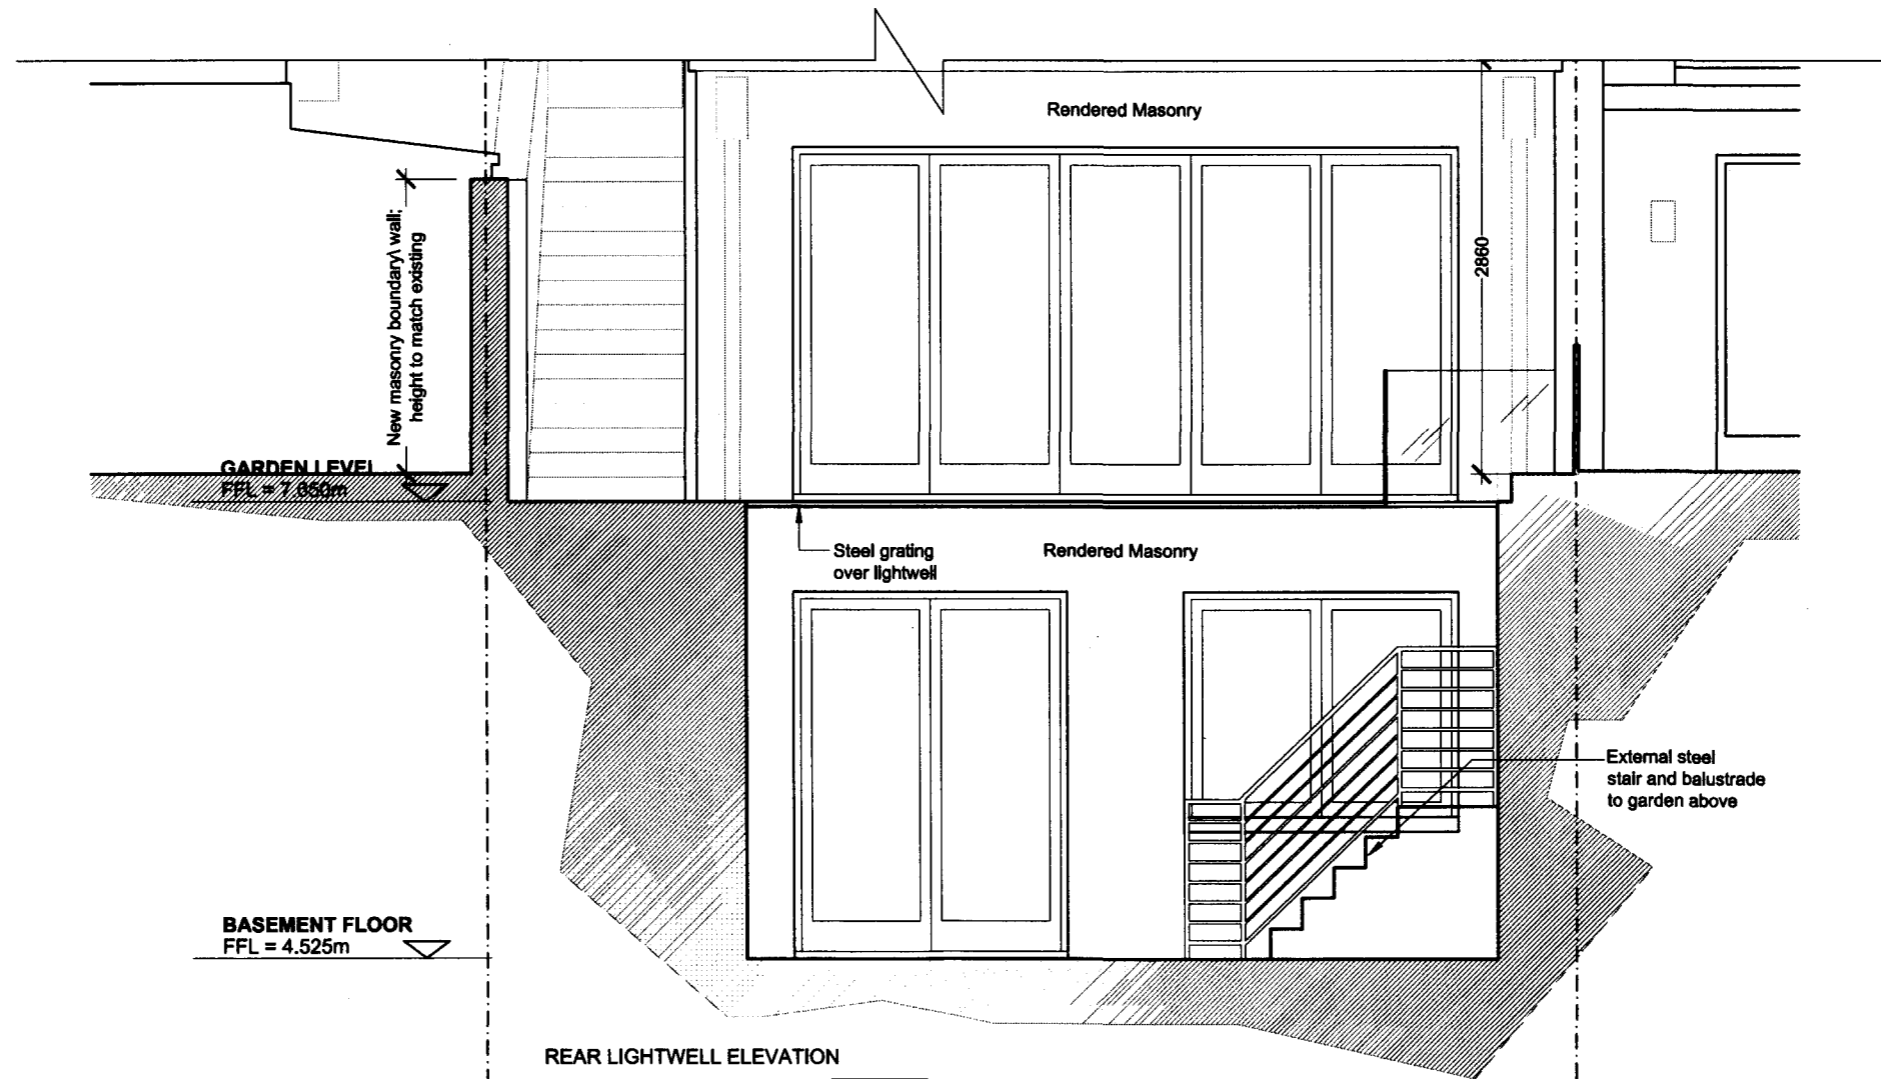 Rendered Masonry
2860
New masonry boundary\ wall;
height to match existing
GARDEN LEVEL
FFL = 7.650m
Steel grating
over lightwell
Rendered Masonry
External steel
stair and balustrade
to garden above
BASEMENT FLOOR
FFL = 4.525m
REAR LIGHTWELL ELEVATION